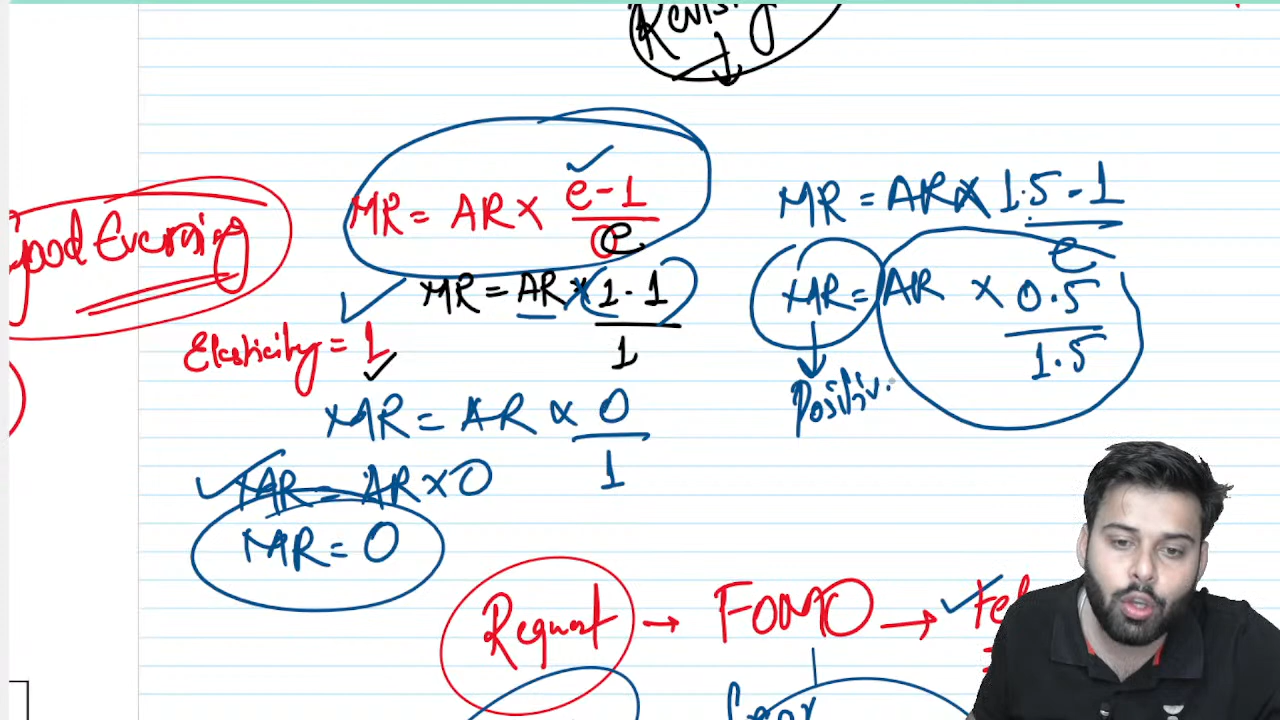 Good Evening
MR = AR × e-1
e
MR = AR × 1-1
1
Elasticity = 1
MR = AR × 0
1
MR = AR × 0
MR = 0
MR = AR × 1.5 - 1
e
MR = AR × 0.5
1.5
Positiv
Request → FOMO →